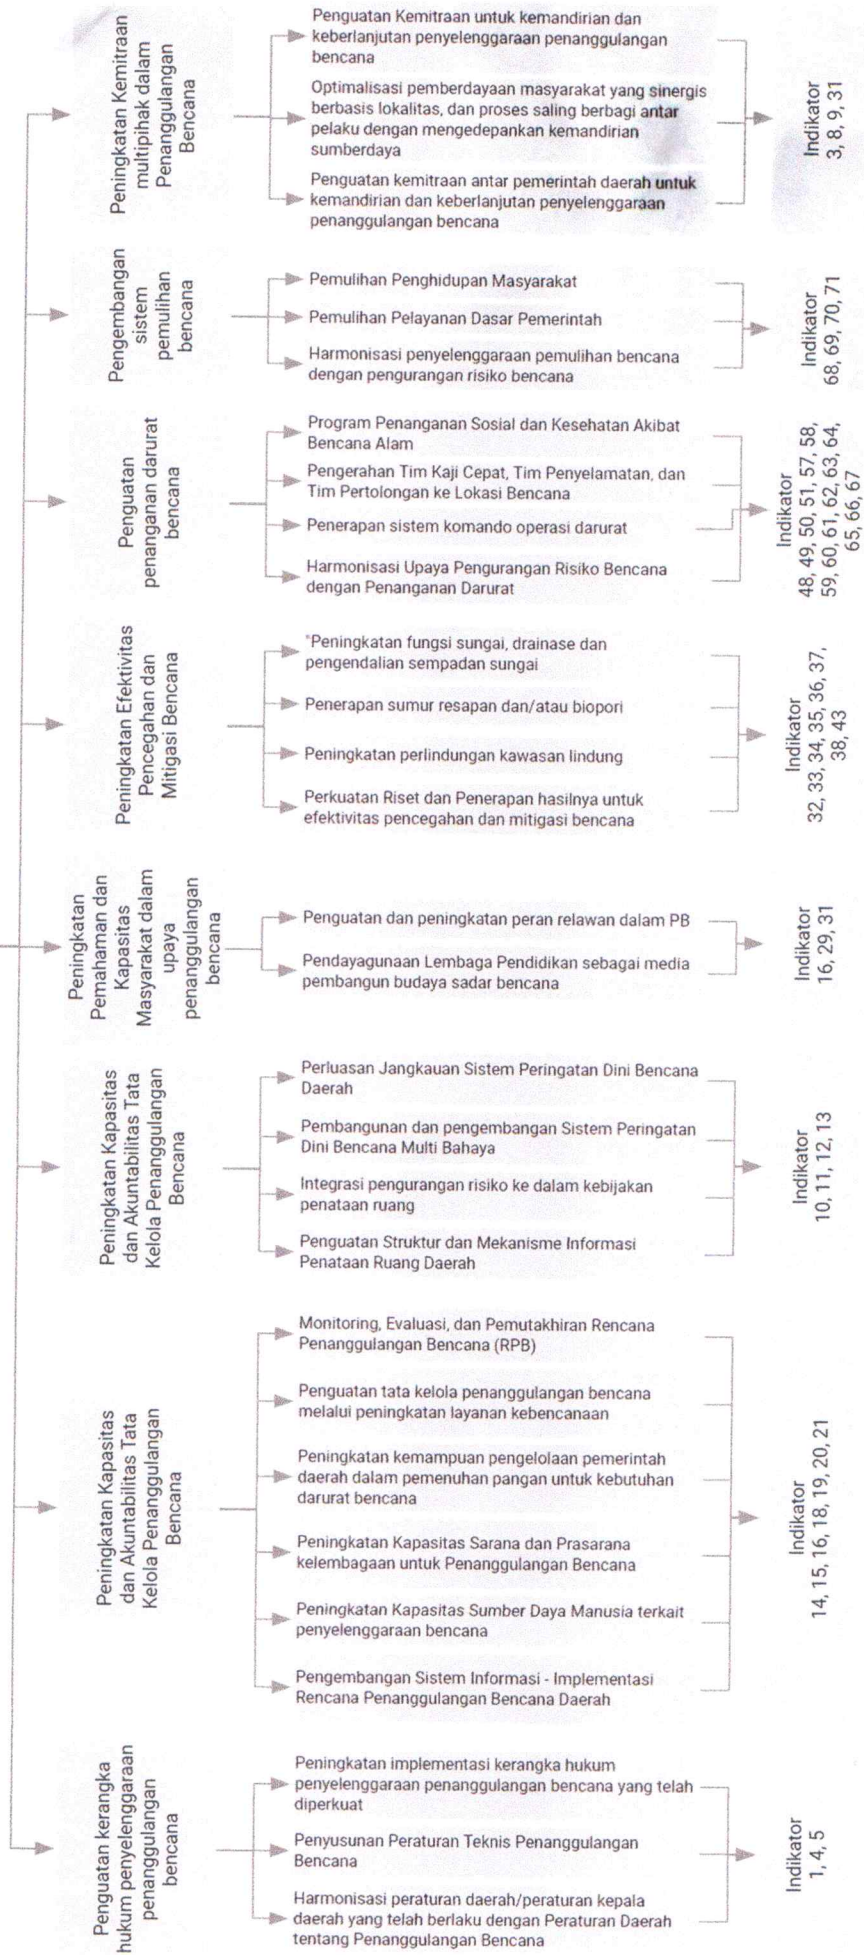 Peningkatan Kemitraan
multipihak dalam
Penanggulangan
Bencana
Penguatan Kemitraan untuk kemandirian dan
keberlanjutan penyelenggaraan penanggulangan
bencana
Optimalisasi pemberdayaan masyarakat yang sinergis
berbasis lokalitas, dan proses saling berbagi antar
pelaku dengan mengedepankan kemandirian
sumberdaya
Penguatan kemitraan antar pemerintah daerah untuk
kemandirian dan keberlanjutan penyelenggaraan
penanggulangan bencana
Indikator
3, 8, 9, 31
Pengembangan
sistem
pemulihan
bencana
Pemulihan Penghidupan Masyarakat
Pemulihan Pelayanan Dasar Pemerintah
Harmonisasi penyelenggaraan pemulihan bencana
dengan pengurangan risiko bencana
Indikator
68, 69, 70, 71
Penguatan
penanganan darurat
bencana
Program Penanganan Sosial dan Kesehatan Akibat
Bencana Alam
Pengerahan Tim Kaji Cepat, Tim Penyelamatan, dan
Tim Pertolongan ke Lokasi Bencana
Penerapan sistem komando operasi darurat
Harmonisasi Upaya Pengurangan Risiko Bencana
dengan Penanganan Darurat
Indikator
48, 49, 50, 51, 57, 58,
59, 60, 61, 62, 63, 64,
65, 66, 67
Peningkatan Efektivitas
Pencegahan dan
Mitigasi Bencana
"Peningkatan fungsi sungai, drainase dan
pengendalian sempadan sungai
Penerapan sumur resapan dan/atau biopori
Peningkatan perlindungan kawasan lindung
Perkuatan Riset dan Penerapan hasilnya untuk
efektivitas pencegahan dan mitigasi bencana
Indikator
32, 33, 34, 35, 36, 37,
38, 43
Peningkatan
Pemahaman dan
Kapasitas
Masyarakat dalam
upaya
penanggulangan
bencana
Penguatan dan peningkatan peran relawan dalam PB
Pendayagunaan Lembaga Pendidikan sebagai media
pembangun budaya sadar bencana
Indikator
16, 29, 31
Peningkatan Kapasitas
dan Akuntabilitas Tata
Kelola Penanggulangan
Bencana
Perluasan Jangkauan Sistem Peringatan Dini Bencana
Daerah
Pembangunan dan pengembangan Sistem Peringatan
Dini Bencana Multi Bahaya
Integrasi pengurangan risiko ke dalam kebijakan
penataan ruang
Penguatan Struktur dan Mekanisme Informasi
Penataan Ruang Daerah
Indikator
10, 11, 12, 13
Peningkatan Kapasitas
dan Akuntabilitas Tata
Kelola Penanggulangan
Bencana
Monitoring, Evaluasi, dan Pemutakhiran Rencana
Penanggulangan Bencana (RPB)
Penguatan tata kelola penanggulangan bencana
melalui peningkatan layanan kebencanaan
Peningkatan kemampuan pengelolaan pemerintah
daerah dalam pemenuhan pangan untuk kebutuhan
darurat bencana
Peningkatan Kapasitas Sarana dan Prasarana
kelembagaan untuk Penanggulangan Bencana
Peningkatan Kapasitas Sumber Daya Manusia terkait
penyelenggaraan bencana
Pengembangan Sistem Informasi - Implementasi
Rencana Penanggulangan Bencana Daerah
Indikator
14, 15, 16, 18, 19, 20, 21
Penguatan kerangka
hukum penyelenggaraan
penanggulangan
bencana
Peningkatan implementasi kerangka hukum
penyelenggaraan penanggulangan bencana yang telah
diperkuat
Penyusunan Peraturan Teknis Penanggulangan
Bencana
Harmonisasi peraturan daerah/peraturan kepala
daerah yang telah berlaku dengan Peraturan Daerah
tentang Penanggulangan Bencana
Indikator
1, 4, 5